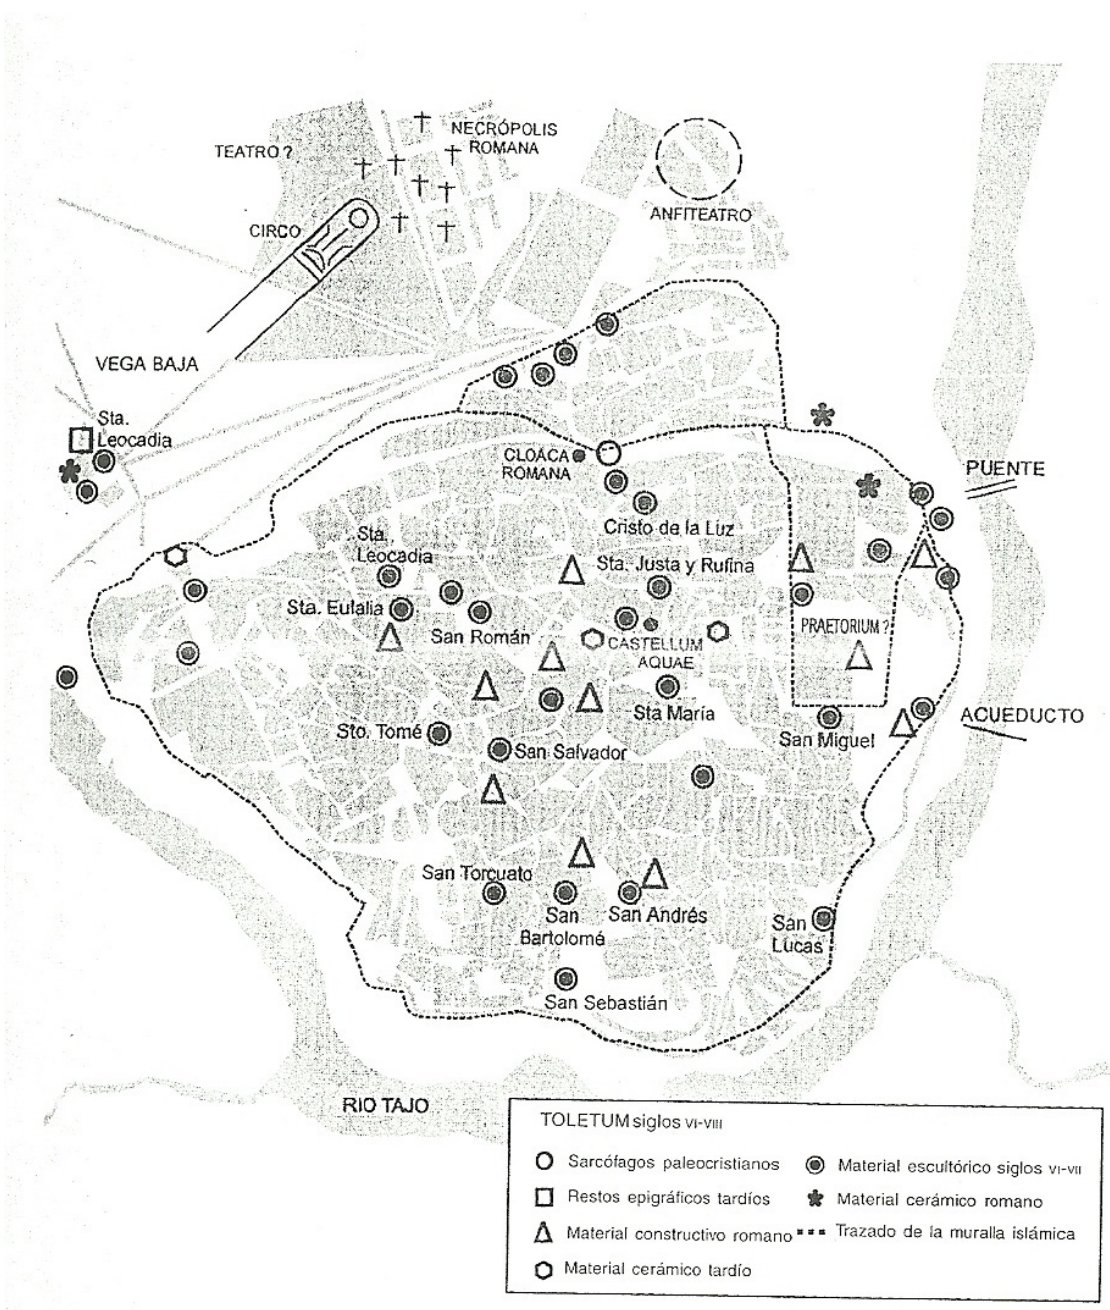 TEATRO ?
NECRÓPOLIS
ROMANA
ANFITEATRO
CIRCO
VEGA BAJA
Sta.
Leocadia
CLOACA
ROMANA
PUENTE
Cristo de la Luz
Sta.
Leocadia
Sta. Justa y Rufina
Sta. Eulalia
San Román
PRAETORIUM ?
CASTELLUM
AQUAE
Sta María
ACUEDUCTO
Sto. Tomé
San Miguel
San Salvador
San Torcuato
San
Bartolomé
San Andrés
San
Lucas
San Sebastián
RIO TAJO
TOLETUM siglos VI-VIII
Sarcófagos paleocristianos
Material escultórico siglos VI-VII
Restos epigráficos tardíos
Material cerámico romano
Material constructivo romano
Trazado de la muralla islámica
Material cerámico tardío